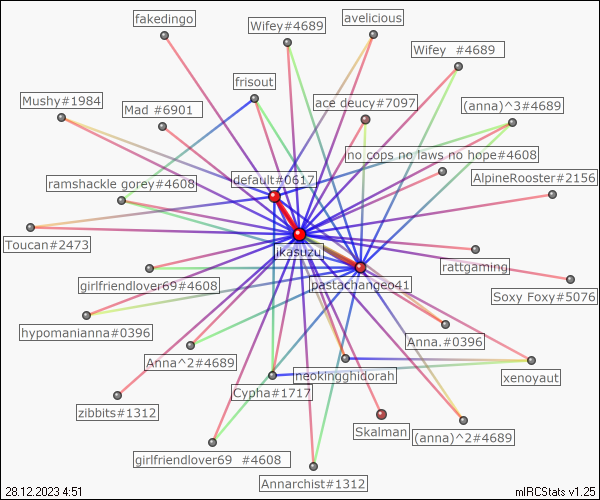 fakedingo
Wifey#4689
avelicious
Wifey  #4689
frisout
Mushy#1984
Mad #6901
ace deucy#7097
(anna)^3#4689
no cops no laws no hope#4608
default#0617
ramshackle gorey#4608
AlpineRooster#2156
Toucan#2473
ikasuzu
rattgaming
girlfriendlover69#4608
pastachangeo41
Soxy Foxy#5076
hypomanianna#0396
Anna.#0396
Anna^2#4689
neokingghidorah
xenoyaut
Cypha#1717
zibbits#1312
Skalman
(anna)^2#4689
girlfriendlover69  #4608
Annarchist#1312
28.12.2023 4:51
mIRCStats v1.25